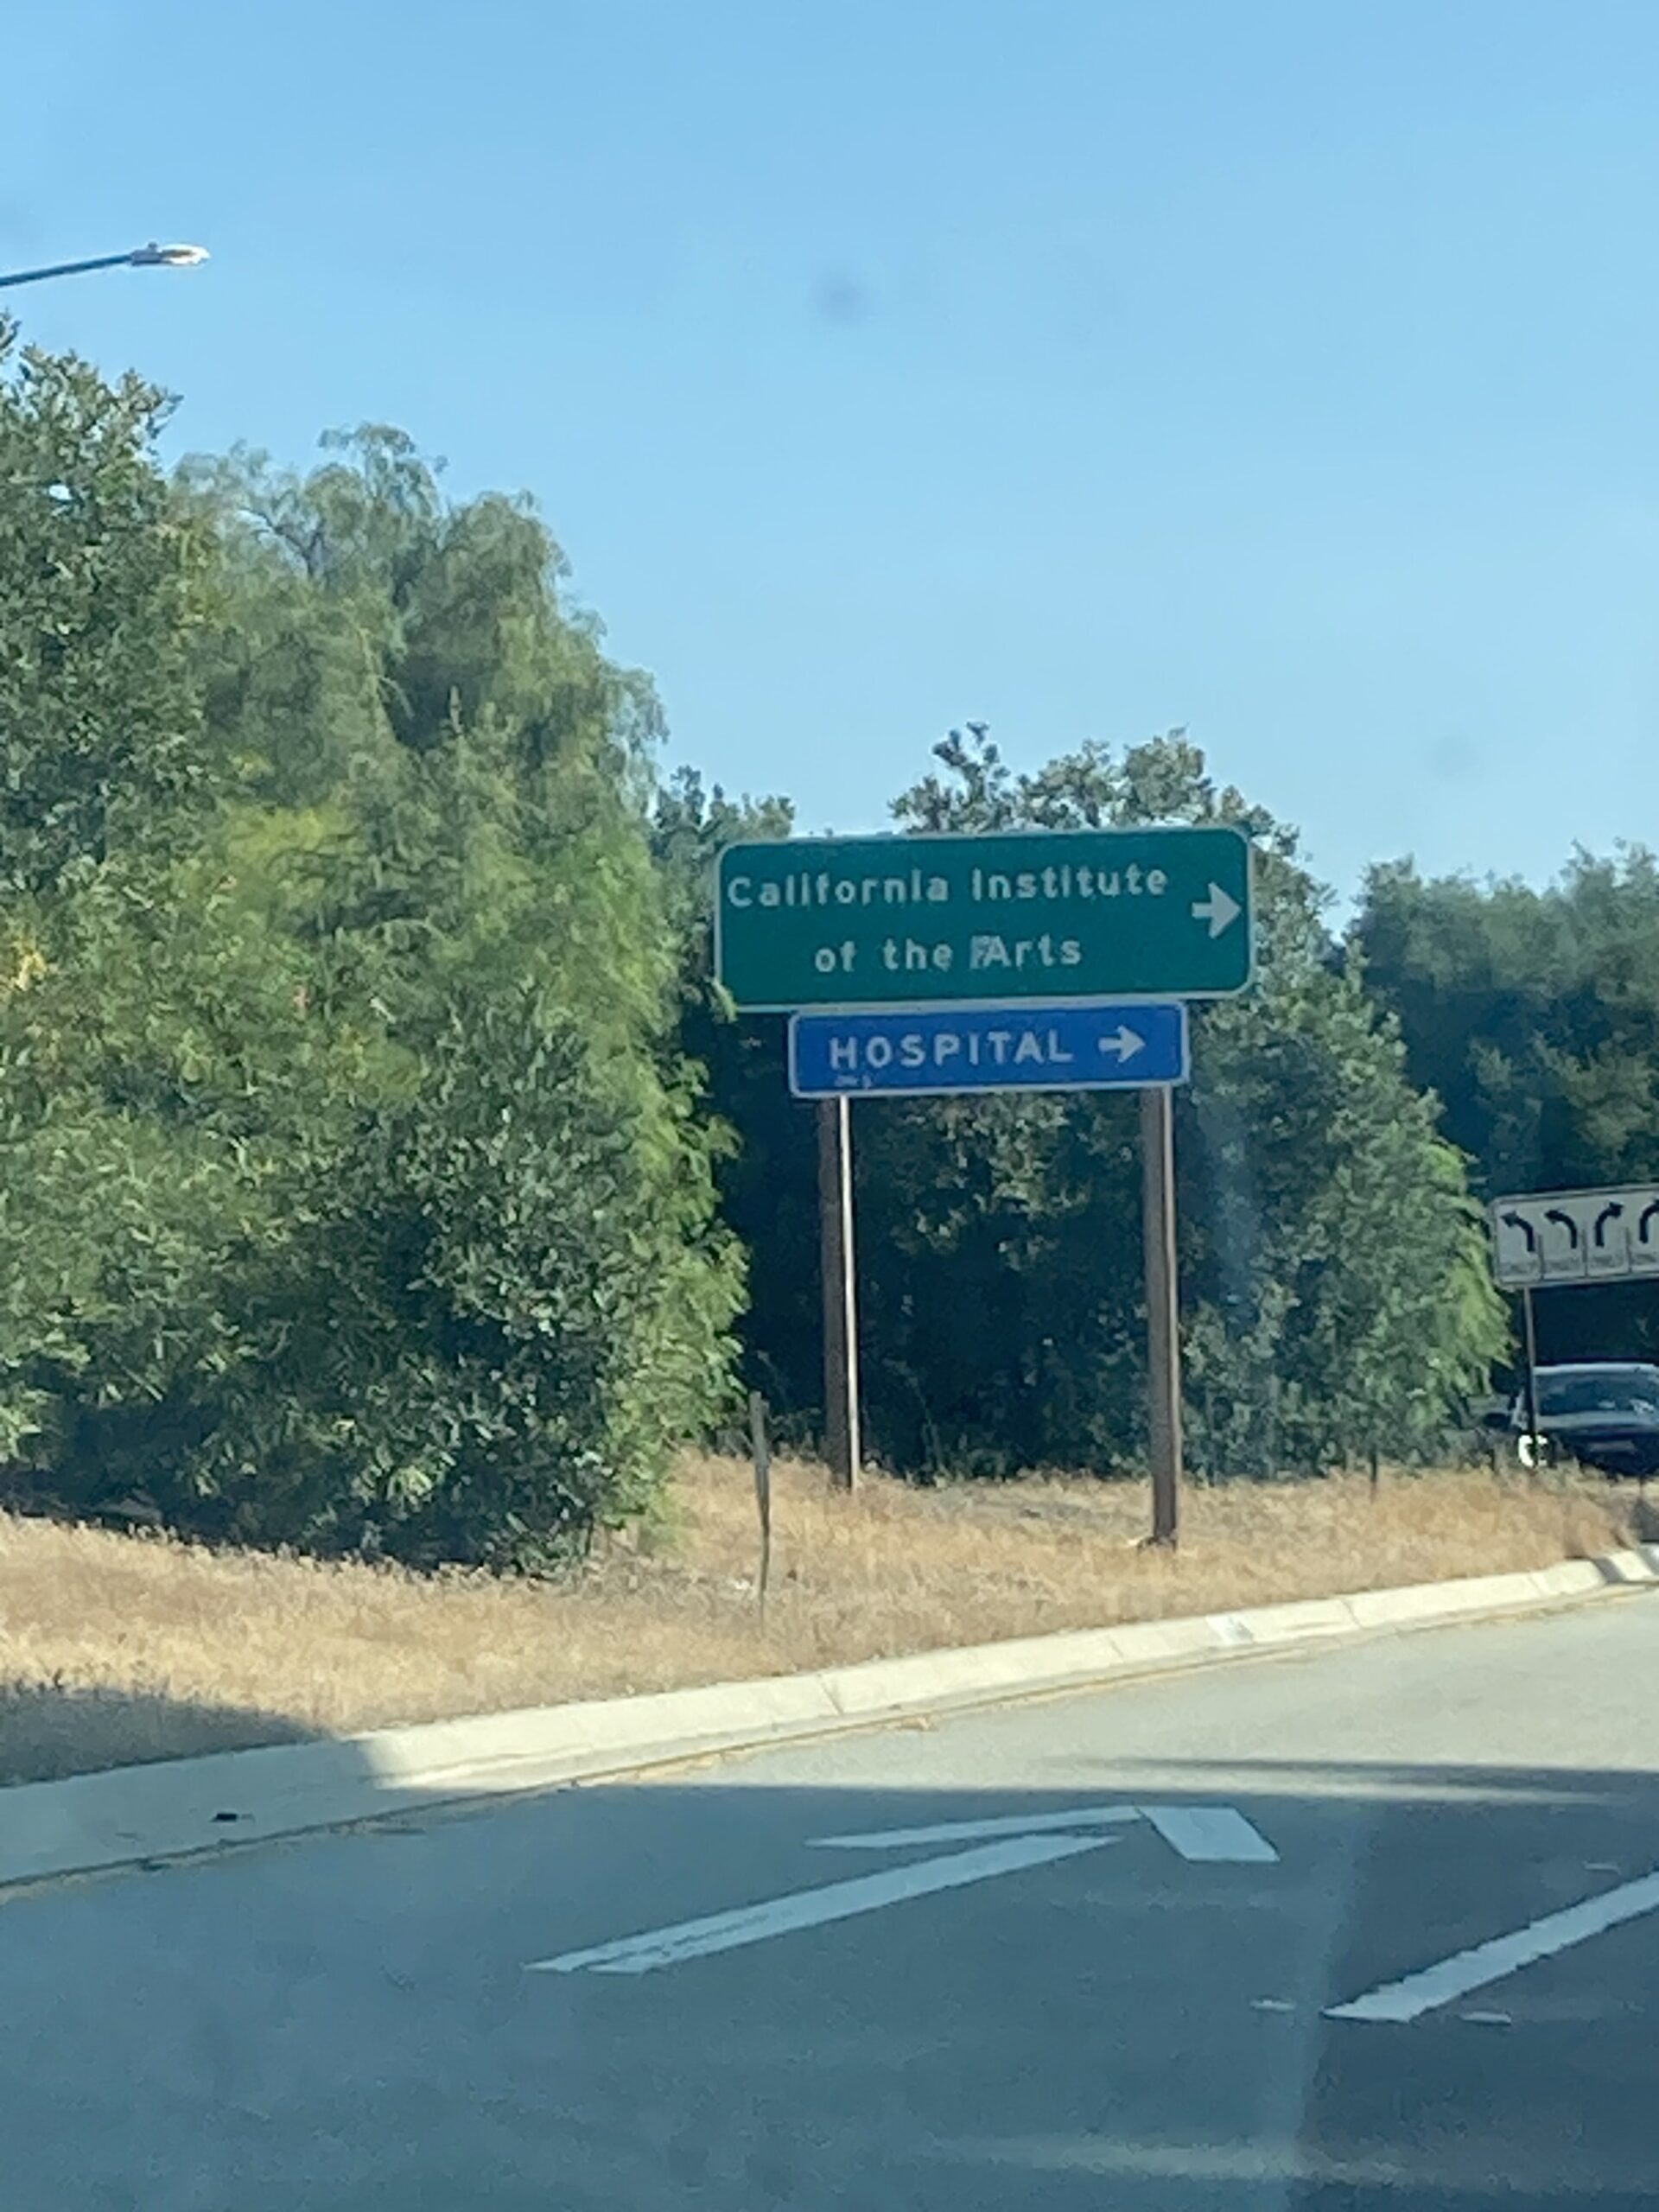 California Institute
of the FArts
HOSPITAL